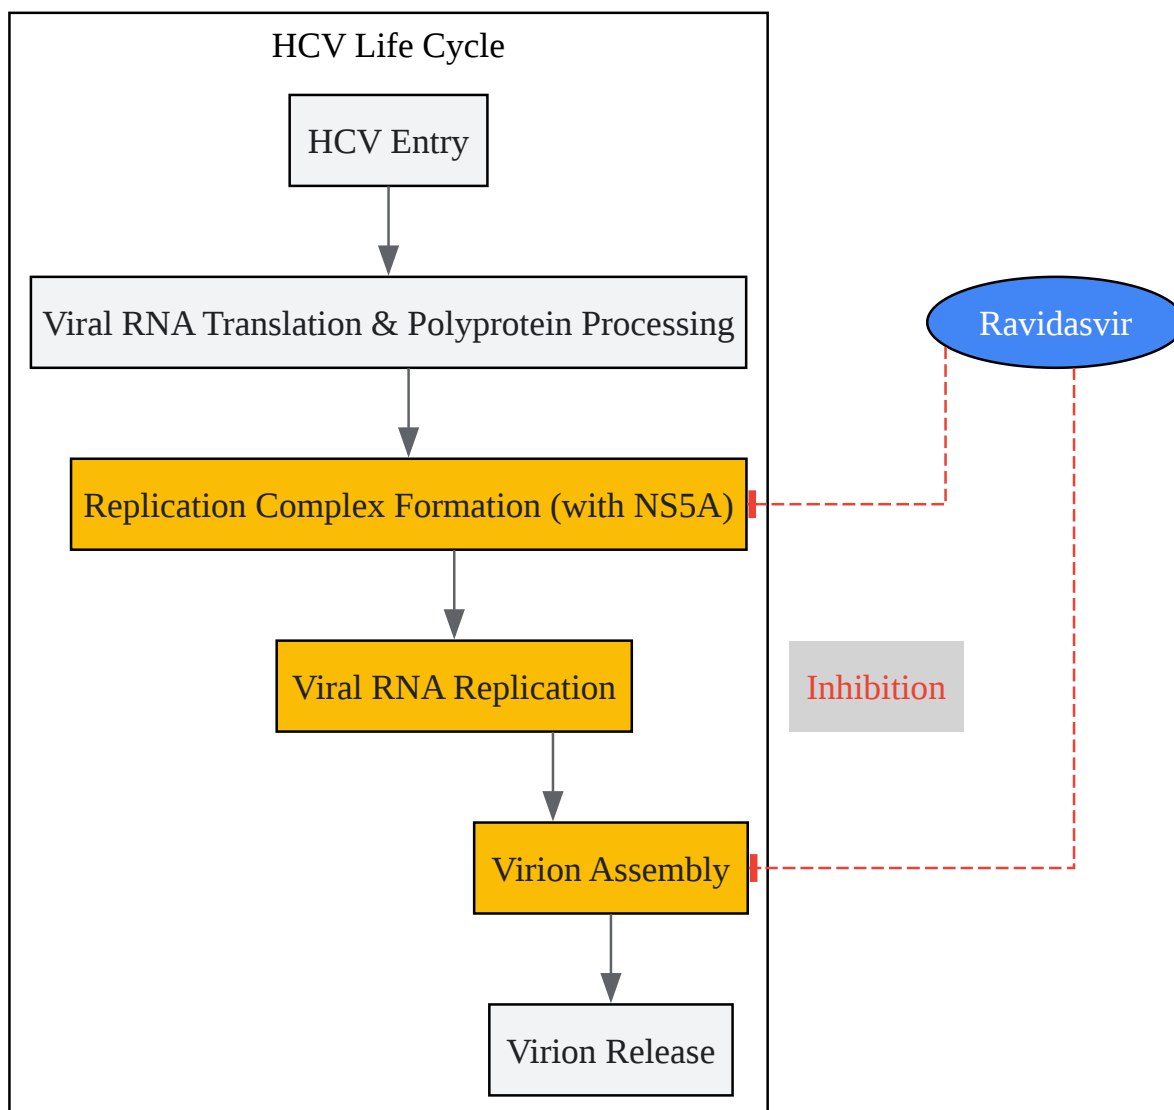 HCV Life Cycle
HCV Entry
Viral RNA Translation & Polyprotein Processing
Ravidasvir
Replication Complex Formation (with NS5A)
Viral RNA Replication
Inhibition
Virion Assembly
Virion Release